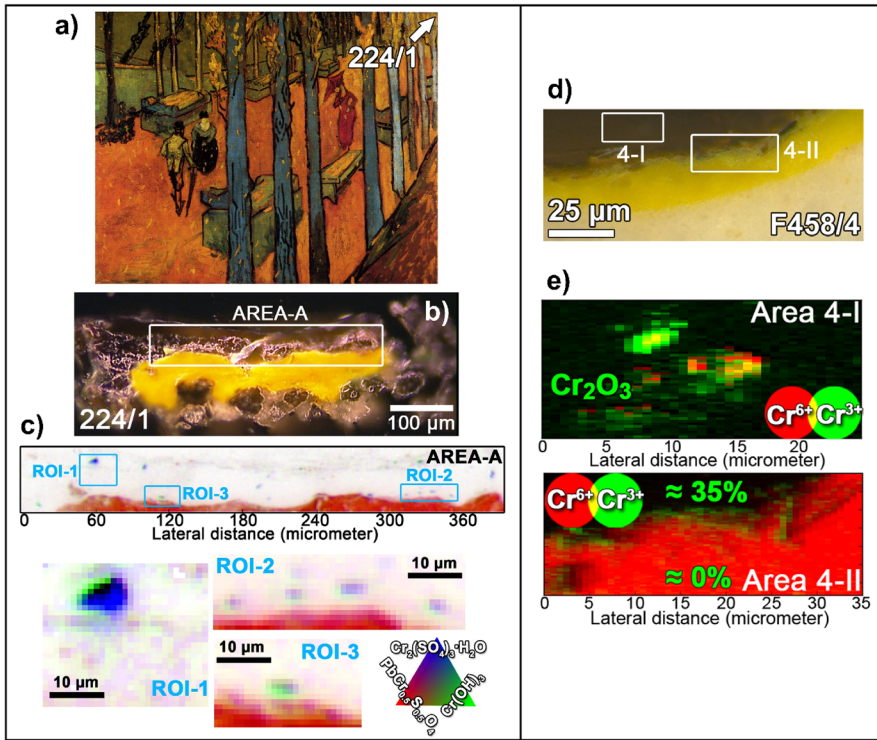 a)
224/1
b)
AREA-A
224/1
100 µm
c)
AREA-A
ROI-1
ROI-3
ROI-2
0 60 120 180 240 300 360
Lateral distance (micrometer)
10 µm
ROI-1
ROI-2
10 µm
10 µm
ROI-3
Cr₂(SO₄)₃·H₂O
PbCr₀.₅S₀.₅O₄
Cr(OH)₃
d)
4-I
4-II
25 µm
F458/4
e)
Area 4-I
Cr₂O₃
Cr⁶⁺ Cr³⁺
0 5 10 15 20
Lateral distance (micrometer)
Cr⁶⁺ Cr³⁺
≈ 35%
≈ 0%
Area 4-II
0 5 10 15 20 25 30 35
Lateral distance (micrometer)